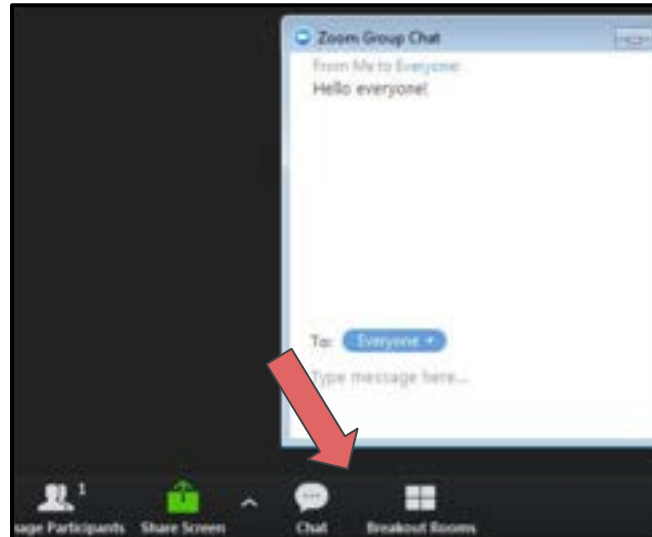 Zoom Group Chat
From Me to Everyone:
Hello everyone!
To: Everyone
Type message here...
1
sage Participants Share Screen Chat Breakout Rooms